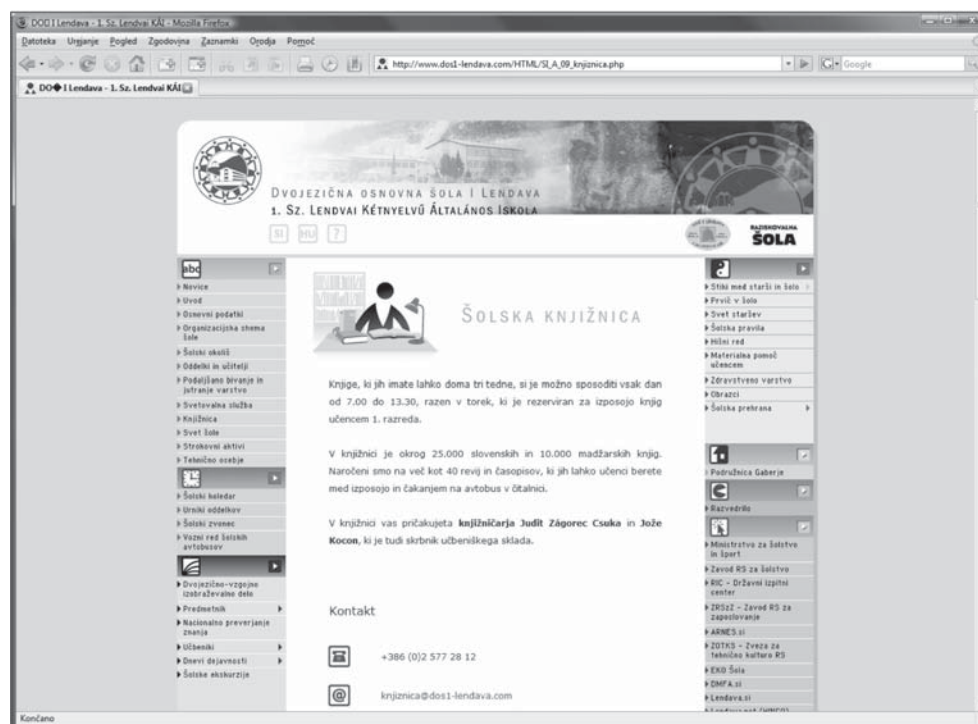 DOD I Lendava - 1. Sz. Lendvai KÁI - Mozilla Firefox
Datoteka Urejanje Pogled Zgodovina Zaznamki Orodja Pomoč
http://www.dos1-lendava.com/HTML/SI_A_09_knjiznica.php
Google
DO� I Lendava - 1. Sz. Lendvai KÁI
Dvojezična osnovna šola I Lendava
1. Sz. Lendvai Kétnyelvű Általános Iskola
SI HU ?
RAZISKOVALNA
ŠOLA
abc
Novice
Uvod
Osnovni podatki
Organizacijska shema
šole
Šolski okoliš
Oddelki in učitelji
Podaljšano bivanje in
jutranje varstvo
Svetovalna služba
Knjižnica
Svet šole
Strokovni aktivi
Tehnično osebje
Šolski koledar
Urniki oddelkov
Šolski zvonec
Vozni red šolskih
avtobusov
Dvojezično-vzgojno
izobraževalno delo
Predmetnik
Nacionalno preverjanje
znanja
Učbeniki
Dnevi dejavnosti
Šolske ekskurzije
Šolska knjižnica
Knjige, ki jih imate lahko doma tri tedne, si je možno sposoditi vsak dan
od 7.00 do 13.30, razen v torek, ki je rezerviran za izposojo knjig
učencem 1. razreda.
V knjižnici je okrog 25.000 slovenskih in 10.000 madžarskih knjig.
Naročeni smo na več kot 40 revij in časopisov, ki jih lahko učenci berete
med izposojo in čakanjem na avtobus v čitalnici.
V knjižnici vas pričakujeta knjižničarja Judit Zágorec Csuka in Jože
Kocon, ki je tudi skrbnik učbeniškega sklada.
Kontakt
+386 (0)2 577 28 12
@ knjiznica@dos1-lendava.com
Stiki med starši in šolo
Prvič v šolo
Svet staršev
Šolska pravila
Hišni red
Materialna pomoč
učencem
Zdravstveno varstvo
Obrazci
Šolska prehrana
Podružnica Gaberje
Razvedrilo
Ministrstvo za šolstvo
in šport
Zavod RS za šolstvo
RIC - Državni izpitni
center
ZRSzZ - Zavod RS za
zaposlovanje
ARNES.si
ZOTKS - Zveza za
tehnično kulturo RS
EKO Šola
DMFA.si
Lendava.si
Končano